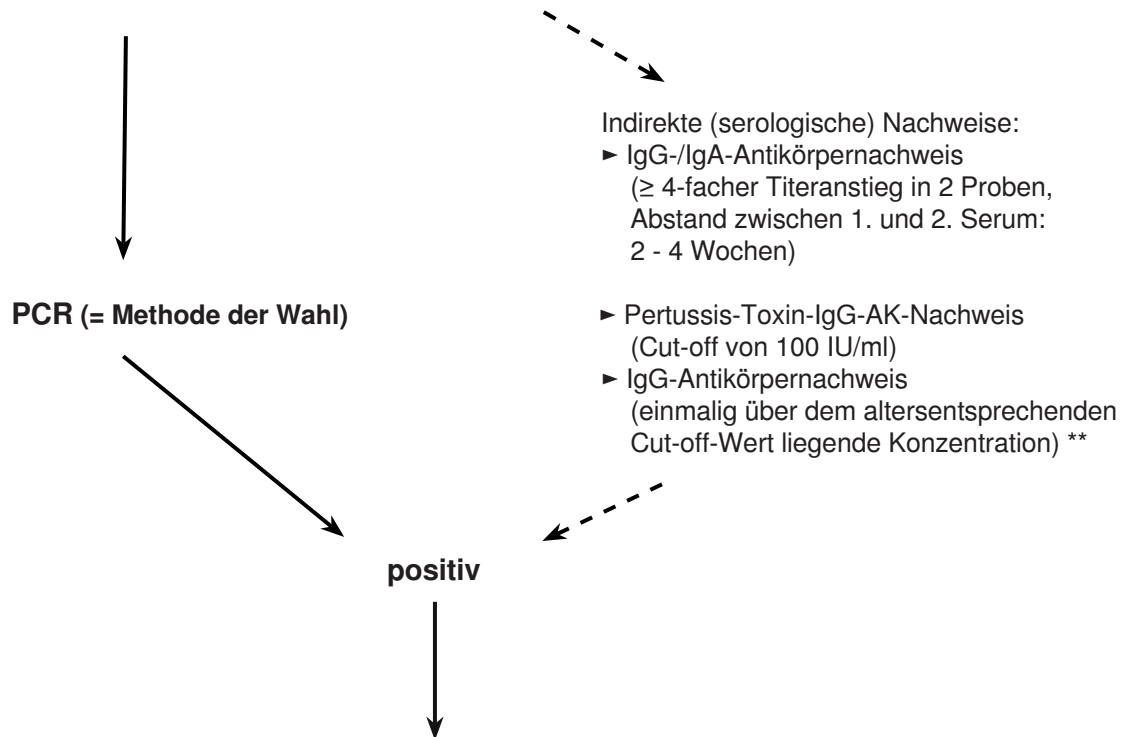 Indirekte (serologische) Nachweise:
► IgG-/IgA-Antikörpernachweis
(≥ 4-facher Titeranstieg in 2 Proben,
Abstand zwischen 1. und 2. Serum:
2 - 4 Wochen)
PCR (= Methode der Wahl)
► Pertussis-Toxin-IgG-AK-Nachweis
(Cut-off von 100 IU/ml)
► IgG-Antikörpernachweis
(einmalig über dem altersentsprechenden
Cut-off-Wert liegende Konzentration) **
positiv